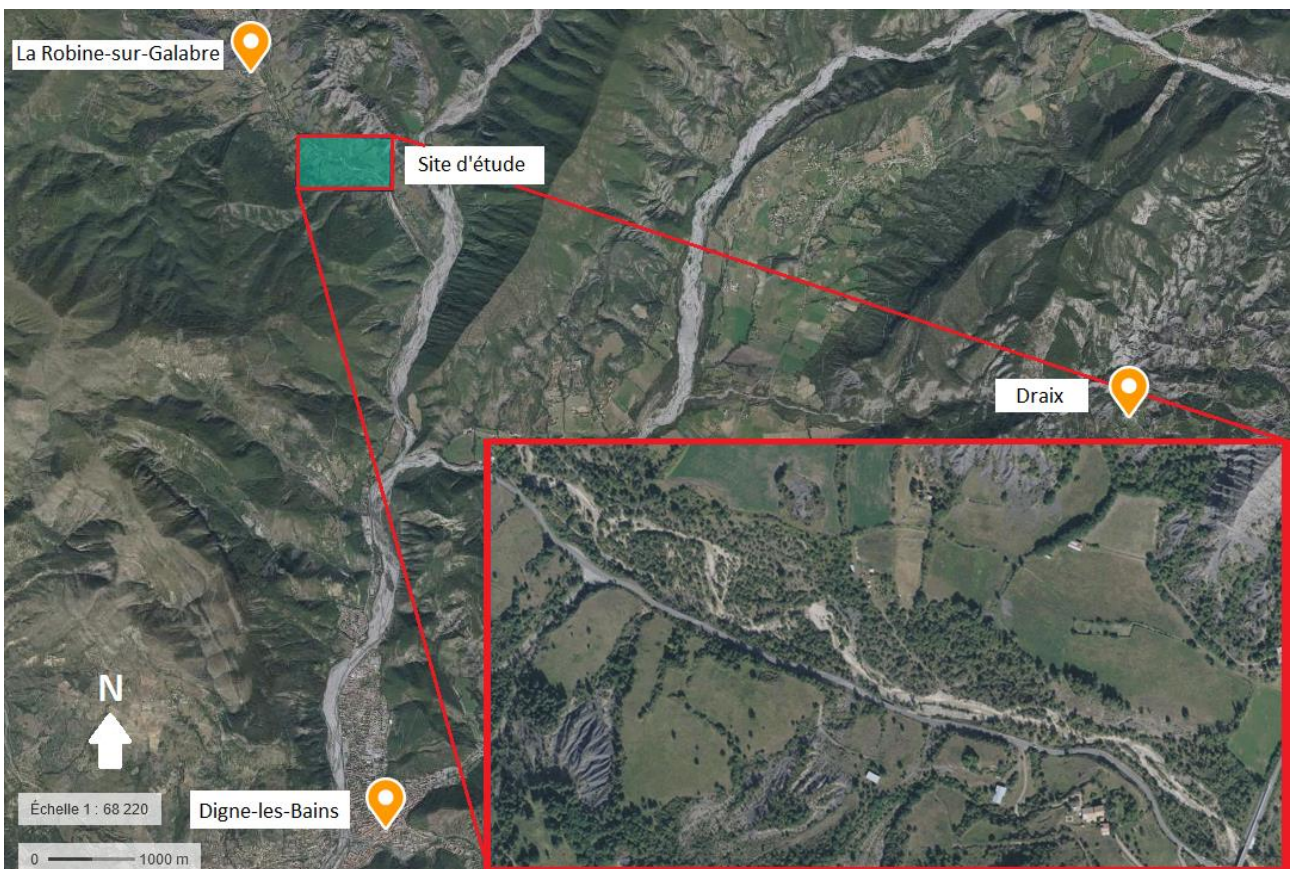 La Robine-sur-Galabre
Site d'étude
Draix
N
Échelle 1 : 68 220
Digne-les-Bains
0 1000 m